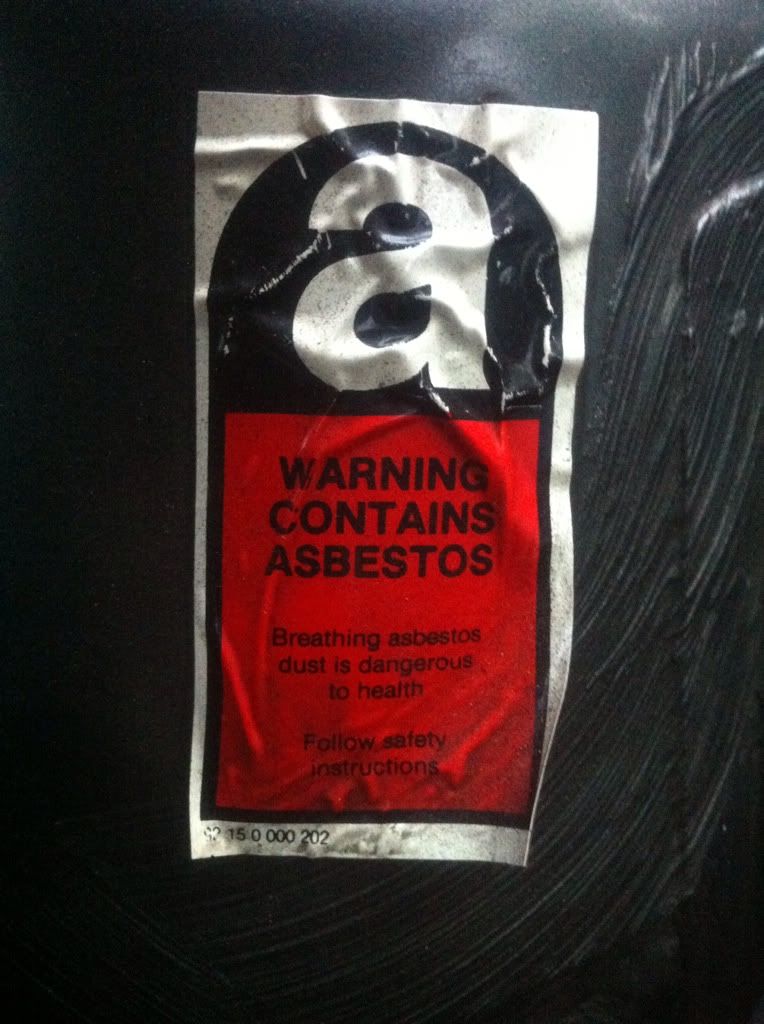 a
WARNING
CONTAINS
ASBESTOS
Breathing asbestos
dust is dangerous
to health
Follow safety
instructions
15 0 000 202